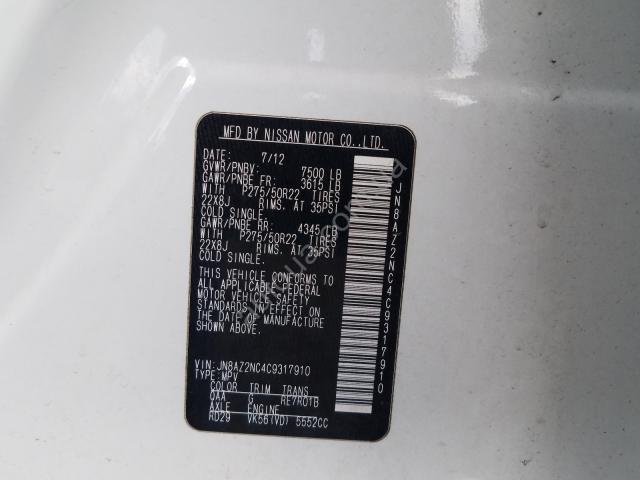 MFD BY NISSAN MOTOR CO.,LTD.
DATE: 7/12
GVWR/PNBV: 7500 LB
GAWR/PNBE FR: 3615 LB
WITH P275/50R22 TIRES
22X8J RIMS. AT 35PSI
COLD SINGLE.
GAWR/PNBE RR: 4345 LB
WITH P275/50R22 TIRES
22X8J RIMS. AT 35PSI
COLD SINGLE.
THIS VEHICLE CONFORMS TO
ALL APPLICABLE FEDERAL
MOTOR VEHICLE SAFETY
STANDARDS IN EFFECT ON
THE DATE OF MANUFACTURE
SHOWN ABOVE.
VIN: JN8AZ2NC4C9317910
TYPE: MPV
COLOR TRIM TRANS
QAA G RE7R01B
AXLE ENGINE
RD29 VK56(VD) 5552CC
JN8AZ2NC4C9317910